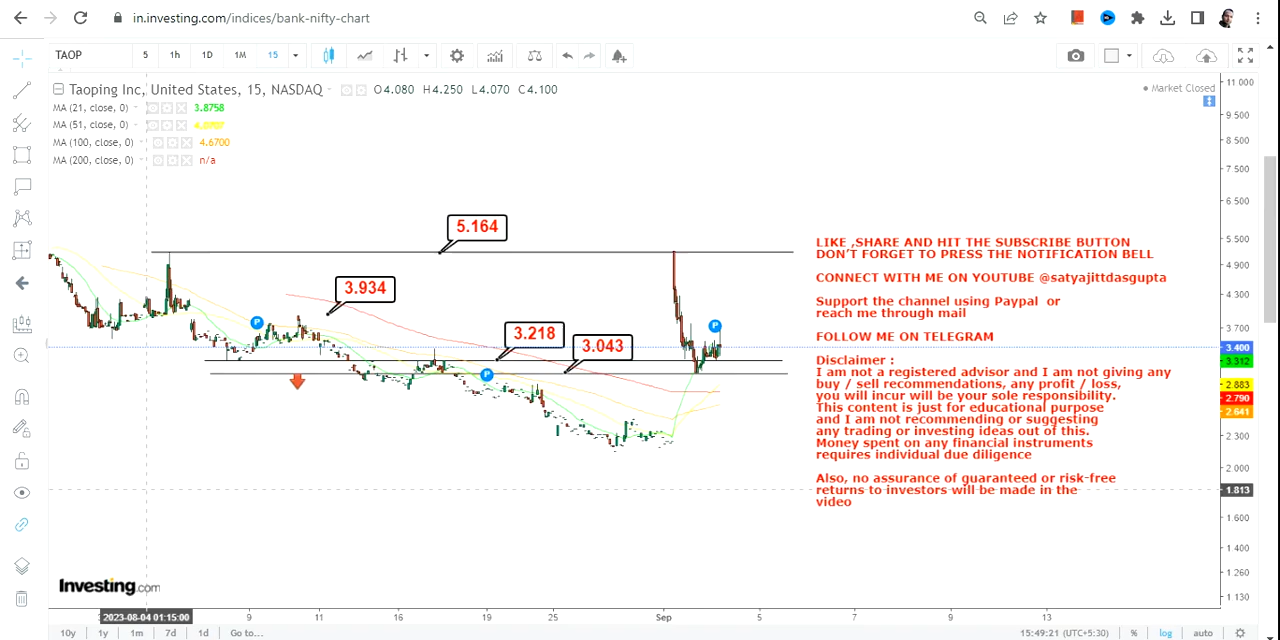 in.investing.com/indices/bank-nifty-chart
TAOP
5
1h
1D
1M
15
Taoping Inc, United States, 15, NASDAQ
O4.080 H4.250 L4.070 C4.100
Market Closed
MA (21, close, 0)
3.8758
MA (51, close, 0)
MA (100, close, 0)
4.6700
MA (200, close, 0)
n/a
5.164
3.934
3.218
3.043
P
P
P
LIKE ,SHARE AND HIT THE SUBSCRIBE BUTTON
DON'T FORGET TO PRESS THE NOTIFICATION BELL
CONNECT WITH ME ON YOUTUBE @satyajittdasgupta
Support the channel using Paypal or
reach me through mail
FOLLOW ME ON TELEGRAM
Disclaimer :
I am not a registered advisor and I am not giving any
buy / sell recommendations, any profit / loss,
you will incur will be your sole responsibility.
This content is just for educational purpose
and I am not recommending or suggesting
any trading or investing ideas out of this.
Money spent on any financial instruments
requires individual due diligence
Also, no assurance of guaranteed or risk-free
returns to investors will be made in the
video
11 000
9 500
8 500
7 500
6 500
5 500
4 900
4 300
3 700
3.400
3.312
2.883
2.790
2.641
2 300
2 000
1.813
1 600
1 420
1 260
1 130
Investing.com
2023-08-04 01:15:00
9
11
16
19
25
Sep
5
7
9
13
10y
1y
1m
7d
1d
Go to...
15:49:21 (UTC+5:30)
%
log
auto